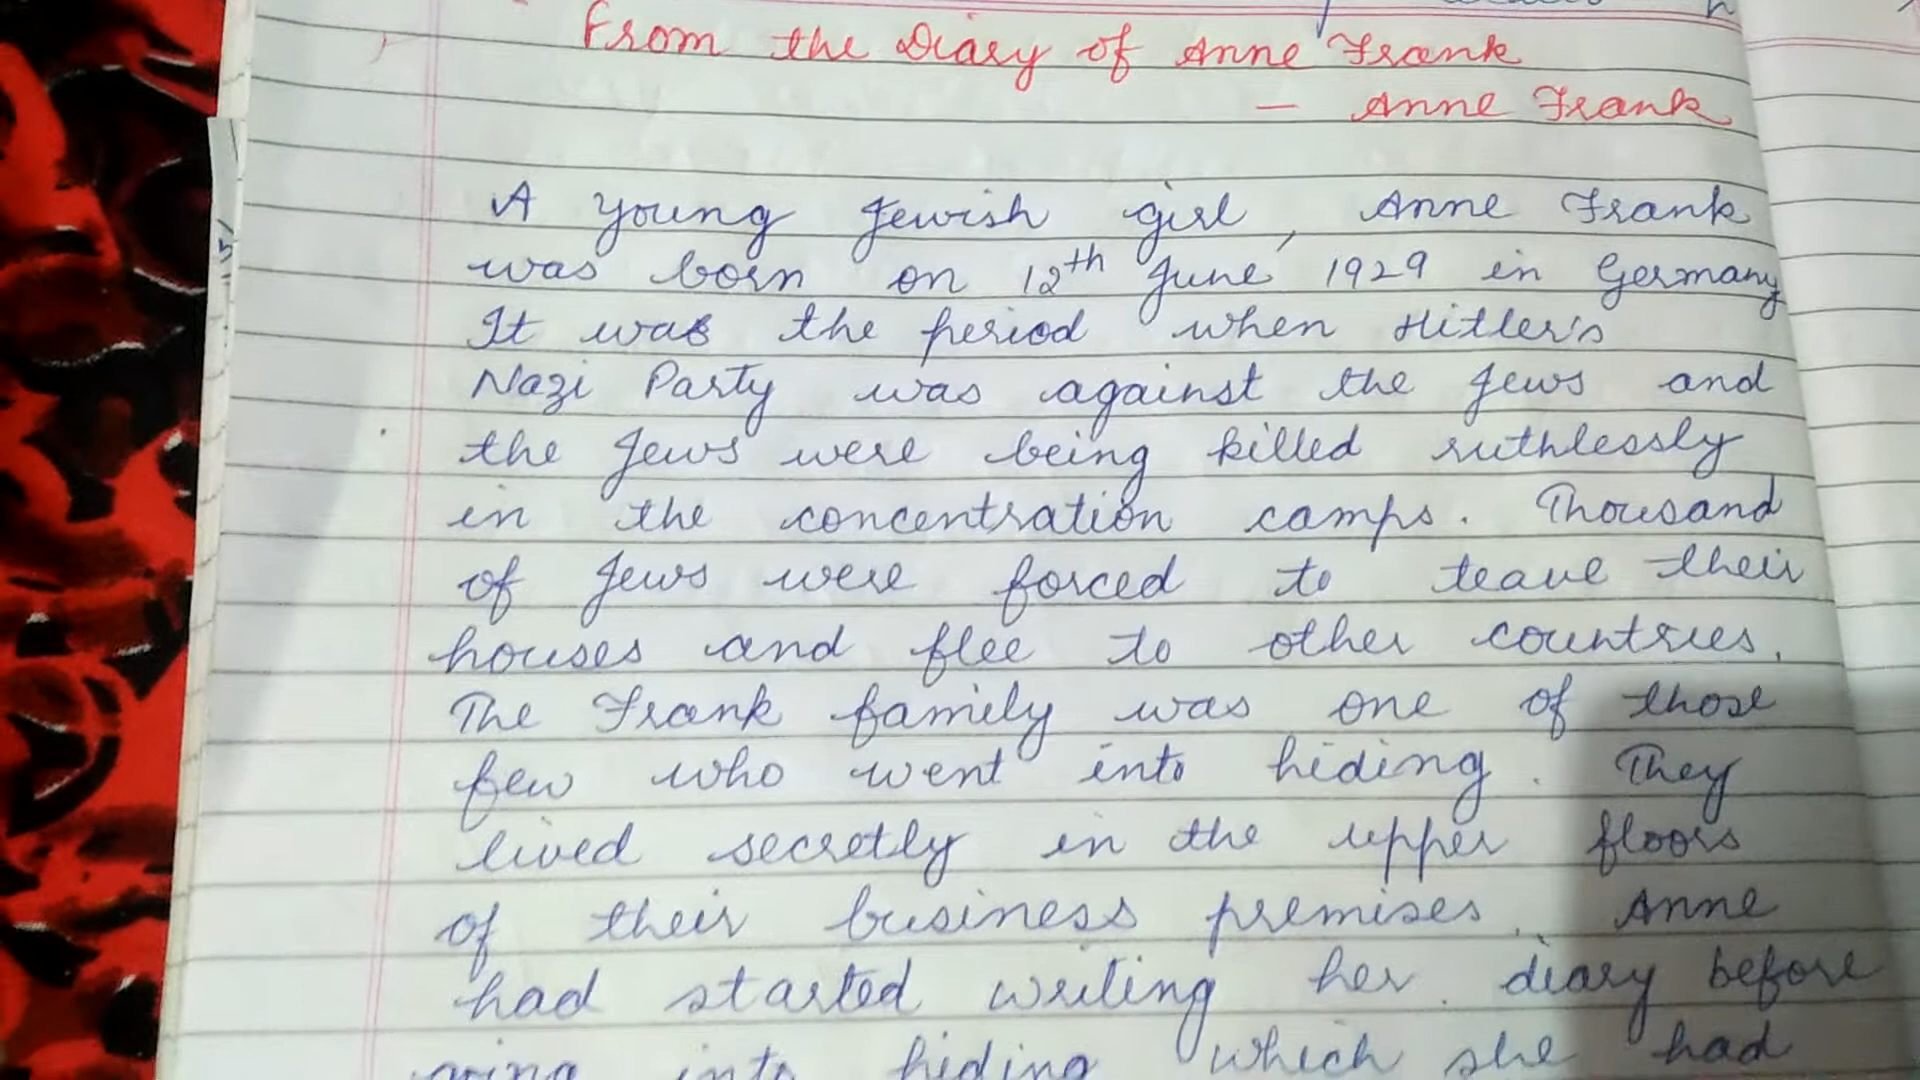 From the Diary of Anne Frank
— Anne Frank
A young Jewish girl, Anne Frank
was born on 12th June 1929 in Germany
It was the period when Hitler's
Nazi Party was against the Jews and
the Jews were being killed ruthlessly
in the concentration camps. Thousand
of Jews were forced to leave their
houses and flee to other countries.
The Frank family was one of those
few who went into hiding. They
lived secretly in the upper floors
of their business premises. Anne
had started writing her diary before
going into hiding which she had